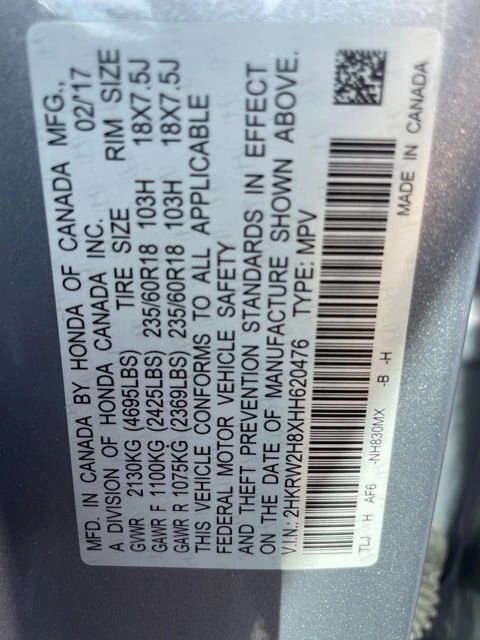 MFD. IN CANADA BY HONDA OF CANADA MFG.,
A DIVISION OF HONDA CANADA INC. 02/'17
TIRE SIZE RIM SIZE
GVWR 2130KG (4695LBS)
GAWR F 1100KG (2425LBS) 235/60R18 103H 18X7.5J
GAWR R 1075KG (2369LBS) 235/60R18 103H 18X7.5J
THIS VEHICLE CONFORMS TO ALL APPLICABLE
FEDERAL MOTOR VEHICLE SAFETY
AND THEFT PREVENTION STANDARDS IN EFFECT
ON THE DATE OF MANUFACTURE SHOWN ABOVE.
V.I.N.: 2HKRW2H8XHH620476 TYPE: MPV
TLJ H AF6 -NH830MX -B -H
MADE IN CANADA